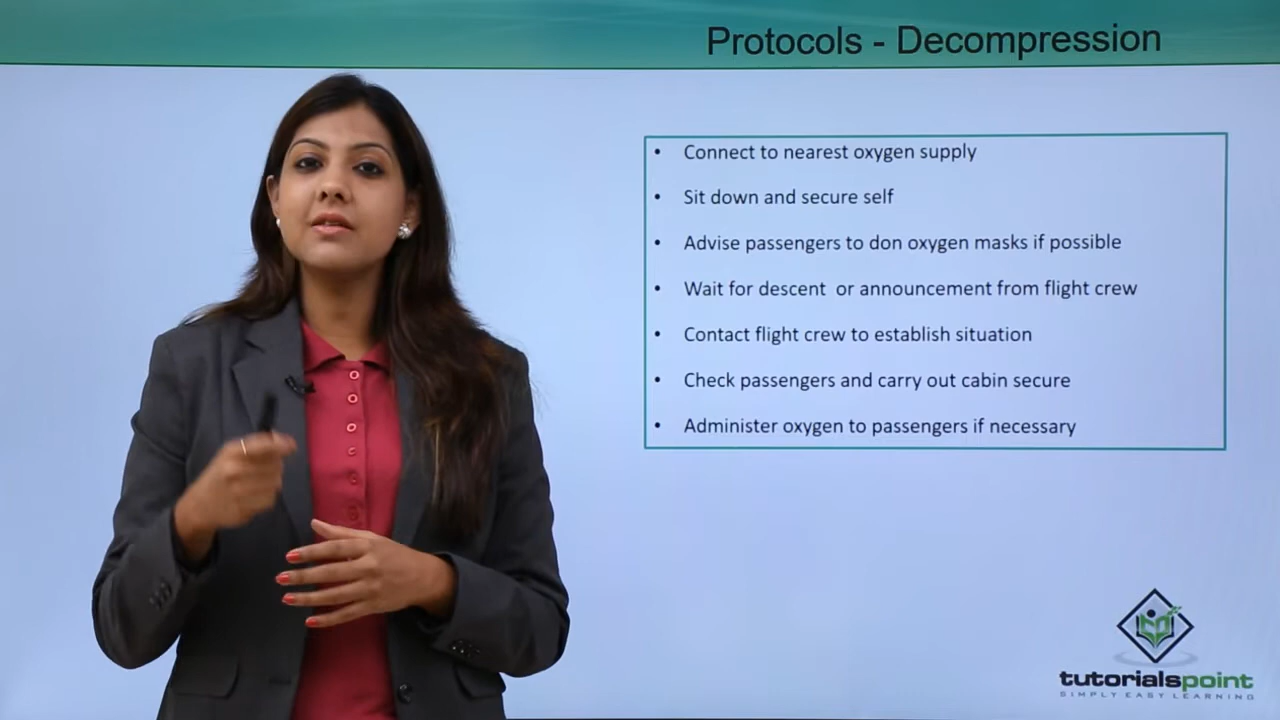 Protocols - Decompression
• Connect to nearest oxygen supply
• Sit down and secure self
• Advise passengers to don oxygen masks if possible
• Wait for descent or announcement from flight crew
• Contact flight crew to establish situation
• Check passengers and carry out cabin secure
• Administer oxygen to passengers if necessary
tutorialspoint
SIMPLY EASY LEARNING